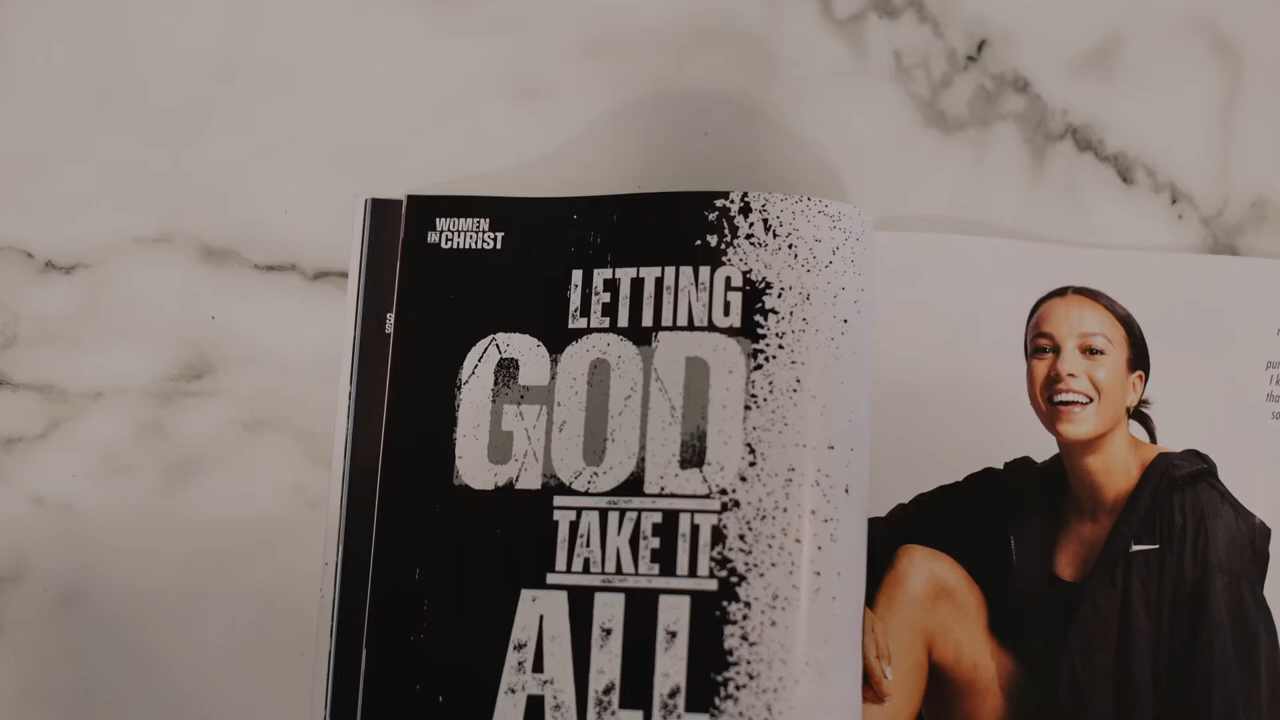 WOMEN
IN CHRIST
LETTING
GOD
TAKE IT
ALL
S
S